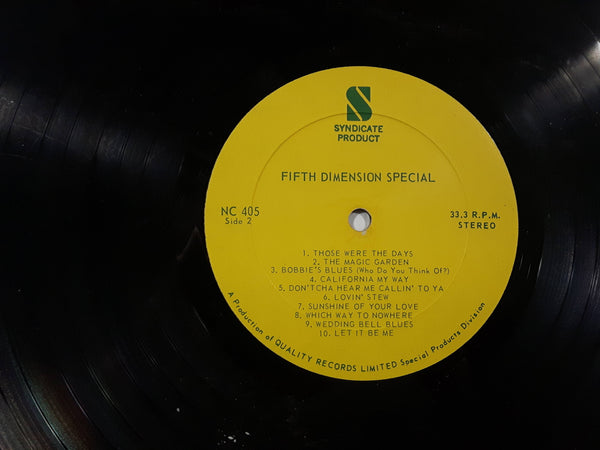 S
SYNDICATE
PRODUCT
FIFTH DIMENSION SPECIAL
NC 405
Side 2
33.3 R.P.M.
STEREO
1. THOSE WERE THE DAYS
2. THE MAGIC GARDEN
3. BOBBIE'S BLUES (Who Do You Think Of?)
4. CALIFORNIA MY WAY
5. DON'TCHA HEAR ME CALLIN' TO YA
6. LOVIN' STEW
7. SUNSHINE OF YOUR LOVE
8. WHICH WAY TO NOWHERE
9. WEDDING BELL BLUES
10. LET IT BE ME
A Production of QUALITY RECORDS LIMITED Special Products Division